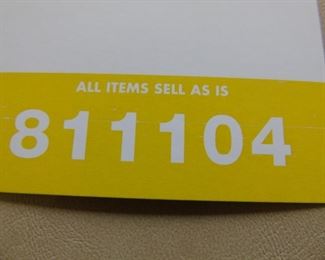 ALL ITEMS SELL AS IS
811104